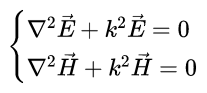 ∇²E⃗ + k²E⃗ = 0
∇²H⃗ + k²H⃗ = 0